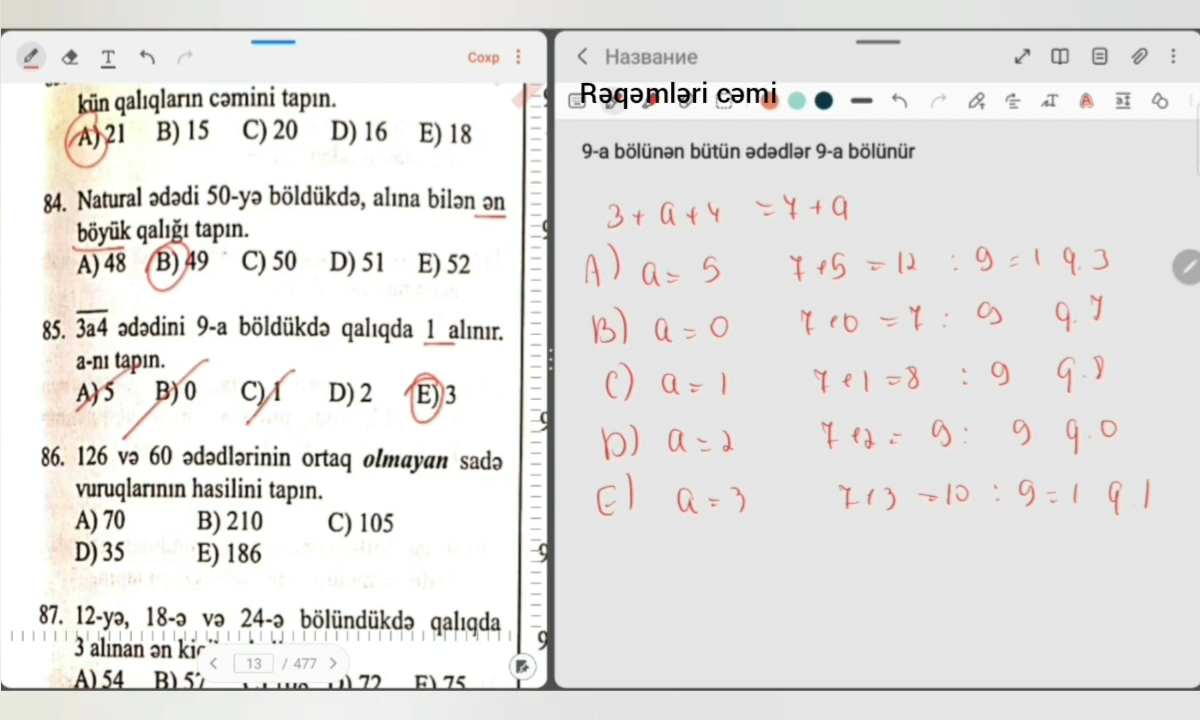 Сохр
kün qalıqların cəmini tapın.
A) 21 B) 15 C) 20 D) 16 E) 18
84. Natural ədədi 50-yə böldükdə, alına bilən ən
böyük qalığı tapın.
A) 48 B) 49 C) 50 D) 51 E) 52
85. 3a4 ədədini 9-a böldükdə qalıqda 1 alınır.
a-nı tapın.
A) 5 B) 0 C) 1 D) 2 E) 3
86. 126 və 60 ədədlərinin ortaq olmayan sadə
vuruqlarının hasilini tapın.
A) 70 B) 210 C) 105
D) 35 E) 186
87. 12-yə, 18-ə və 24-ə bölündükdə qalıqda
3 alınan ən
13 / 477
A) 54 B) 57 72 E) 75
Название
Rəqəmləri cəmi
9-a bölünən bütün ədədlər 9-a bölünür
3 + a + 4 = 7 + a
A) a = 5 7 + 5 = 12 : 9 = 1 q. 3
B) a = 0 7 + 0 = 7 : 9 q. 7
C) a = 1 7 + 1 = 8 : 9 q. 8
D) a = 2 7 + 2 = 9 : 9 q. 0
E) a = 3 7 + 3 = 10 : 9 = 1 q. 1